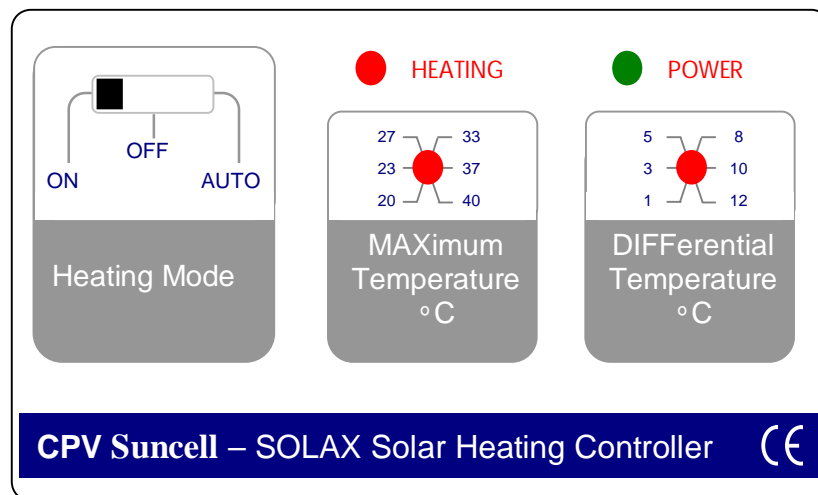 HEATING
POWER
ON
OFF
AUTO
Heating Mode
27 33
23 37
20 40
MAXimum
Temperature
°C
5 8
3 10
1 12
DIFFerential
Temperature
°C
CPV Suncell – SOLAX Solar Heating Controller CE